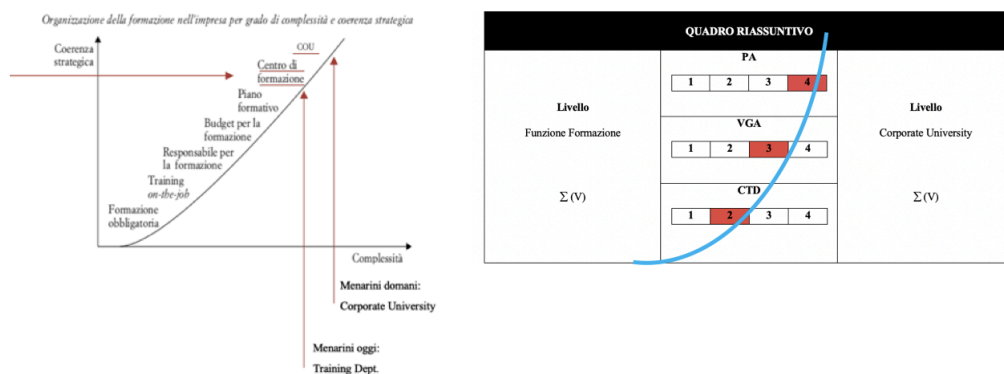 Organizzazione della formazione nell'impresa per grado di complessità e coerenza strategica
Coerenza
strategica
COU
Centro di
formazione
Piano
formativo
Budget per la
formazione
Responsabile per
la formazione
Training
on-the-job
Formazione
obbligatoria
Complessità
Menarini domani:
Corporate University
Menarini oggi:
Training Dept.
QUADRO RIASSUNTIVO
Livello
Funzione Formazione
Σ (V)
PA
1 2 3 4
VGA
1 2 3 4
CTD
1 2 3 4
Livello
Corporate University
Σ (V)